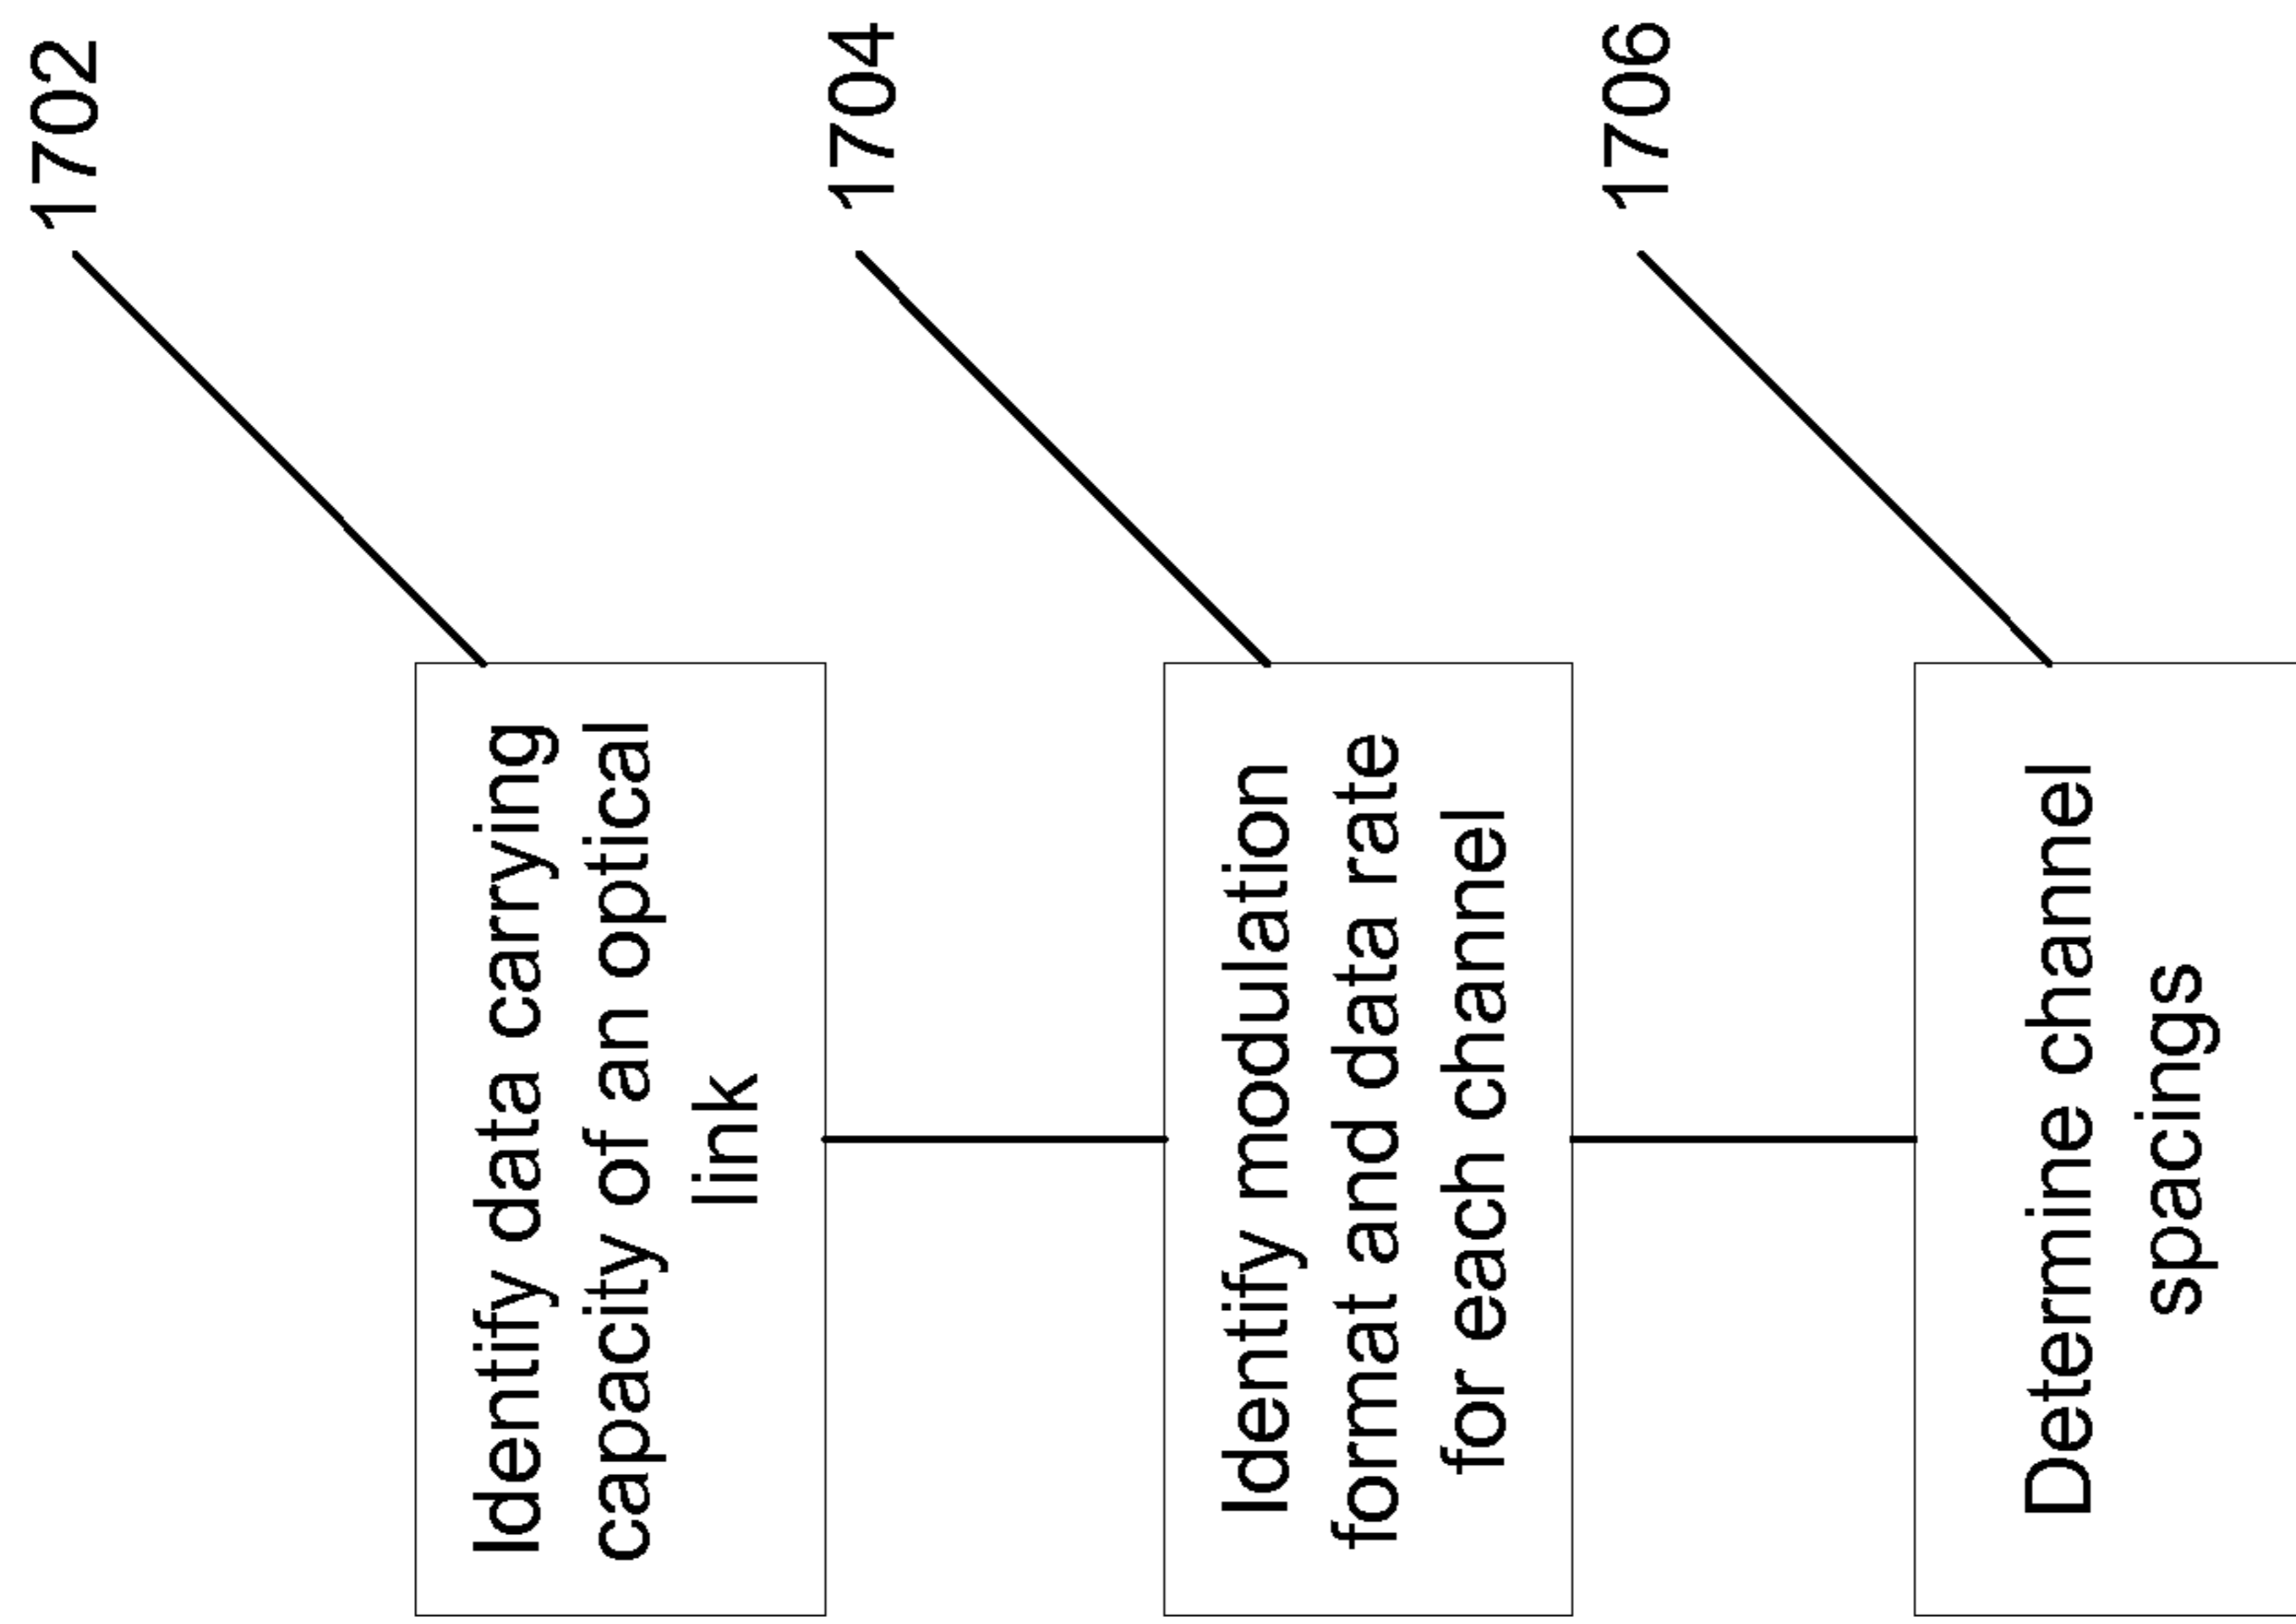 1702
Identify data carrying
capacity of an optical
link
1704
Identify modulation
format and data rate
for each channel
1706
Determine channel
spacings